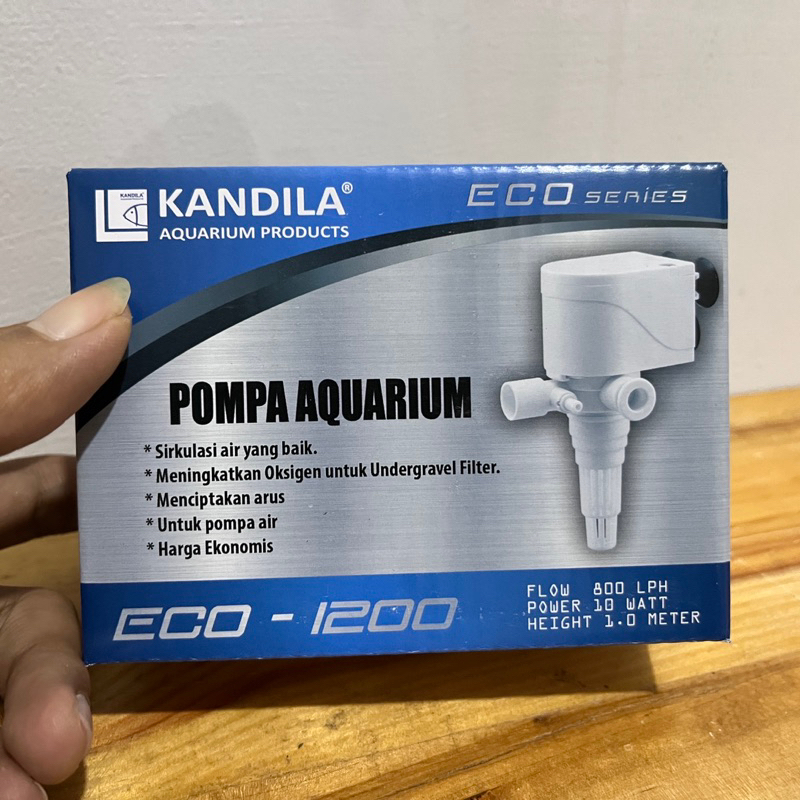 KANDILA
KANDILA®
AQUARIUM PRODUCTS
ECO SERIES
POMPA AQUARIUM
* Sirkulasi air yang baik.
* Meningkatkan Oksigen untuk Undergravel Filter.
* Menciptakan arus
* Untuk pompa air
* Harga Ekonomis
ECO - 1200
FLOW 800 LPH
POWER 10 WATT
HEIGHT 1.0 METER